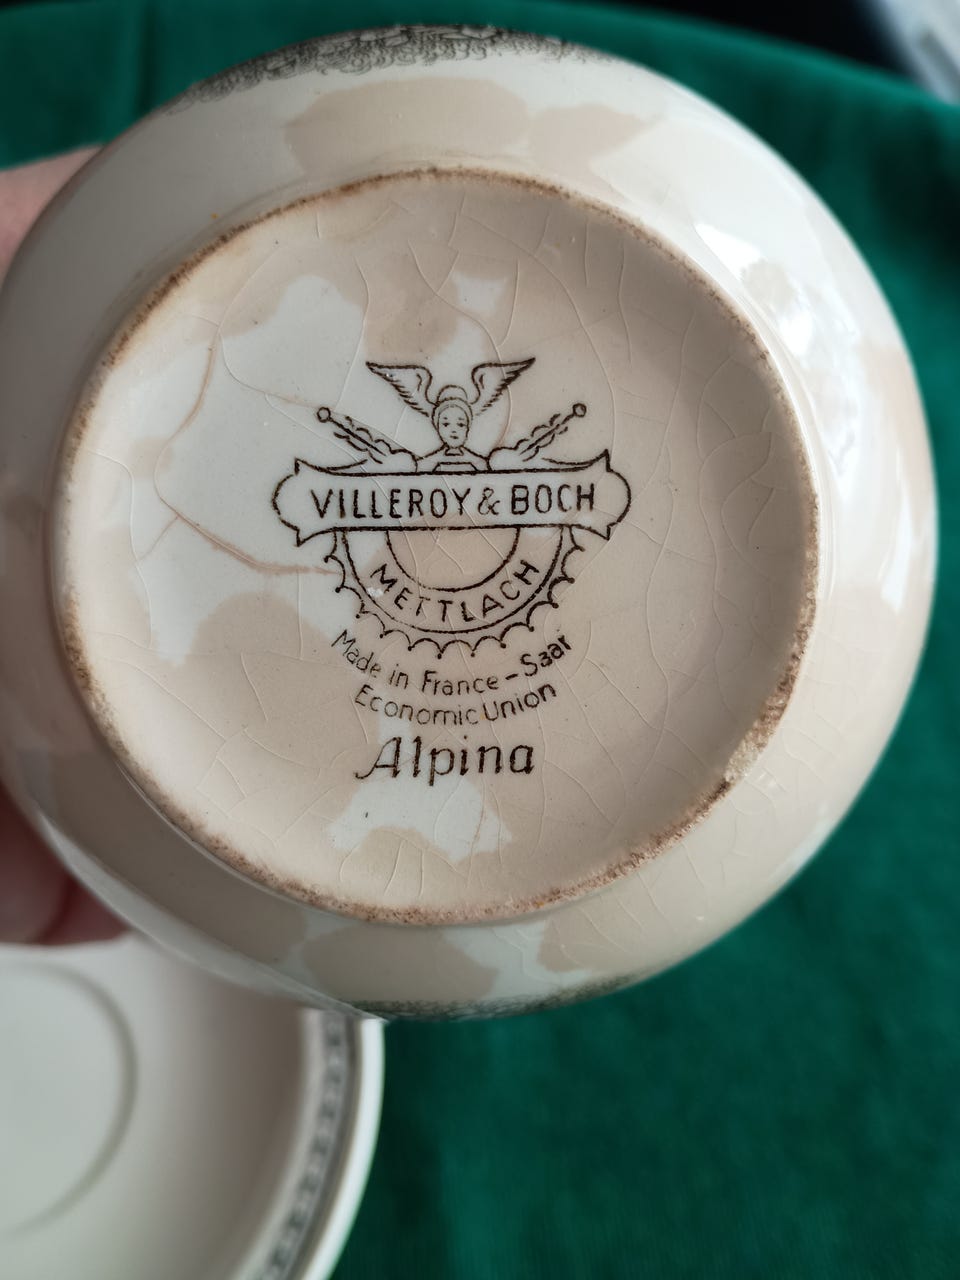 VILLEROY & BOCH
METTLACH
Made in France - Saar
Economic Union
Alpina